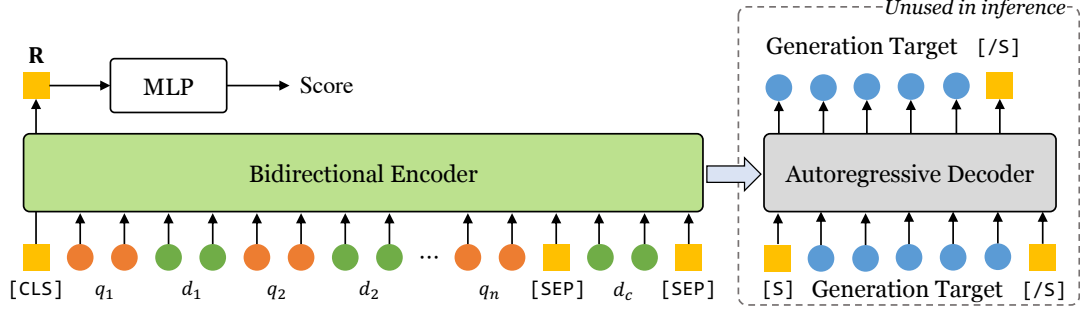 Unused in inference
Generation Target [/S]
R
MLP
Score
Bidirectional Encoder
Autoregressive Decoder
...
[CLS] q1 d1 q2 d2 qn [SEP] dc [SEP]
[S] Generation Target [/S]